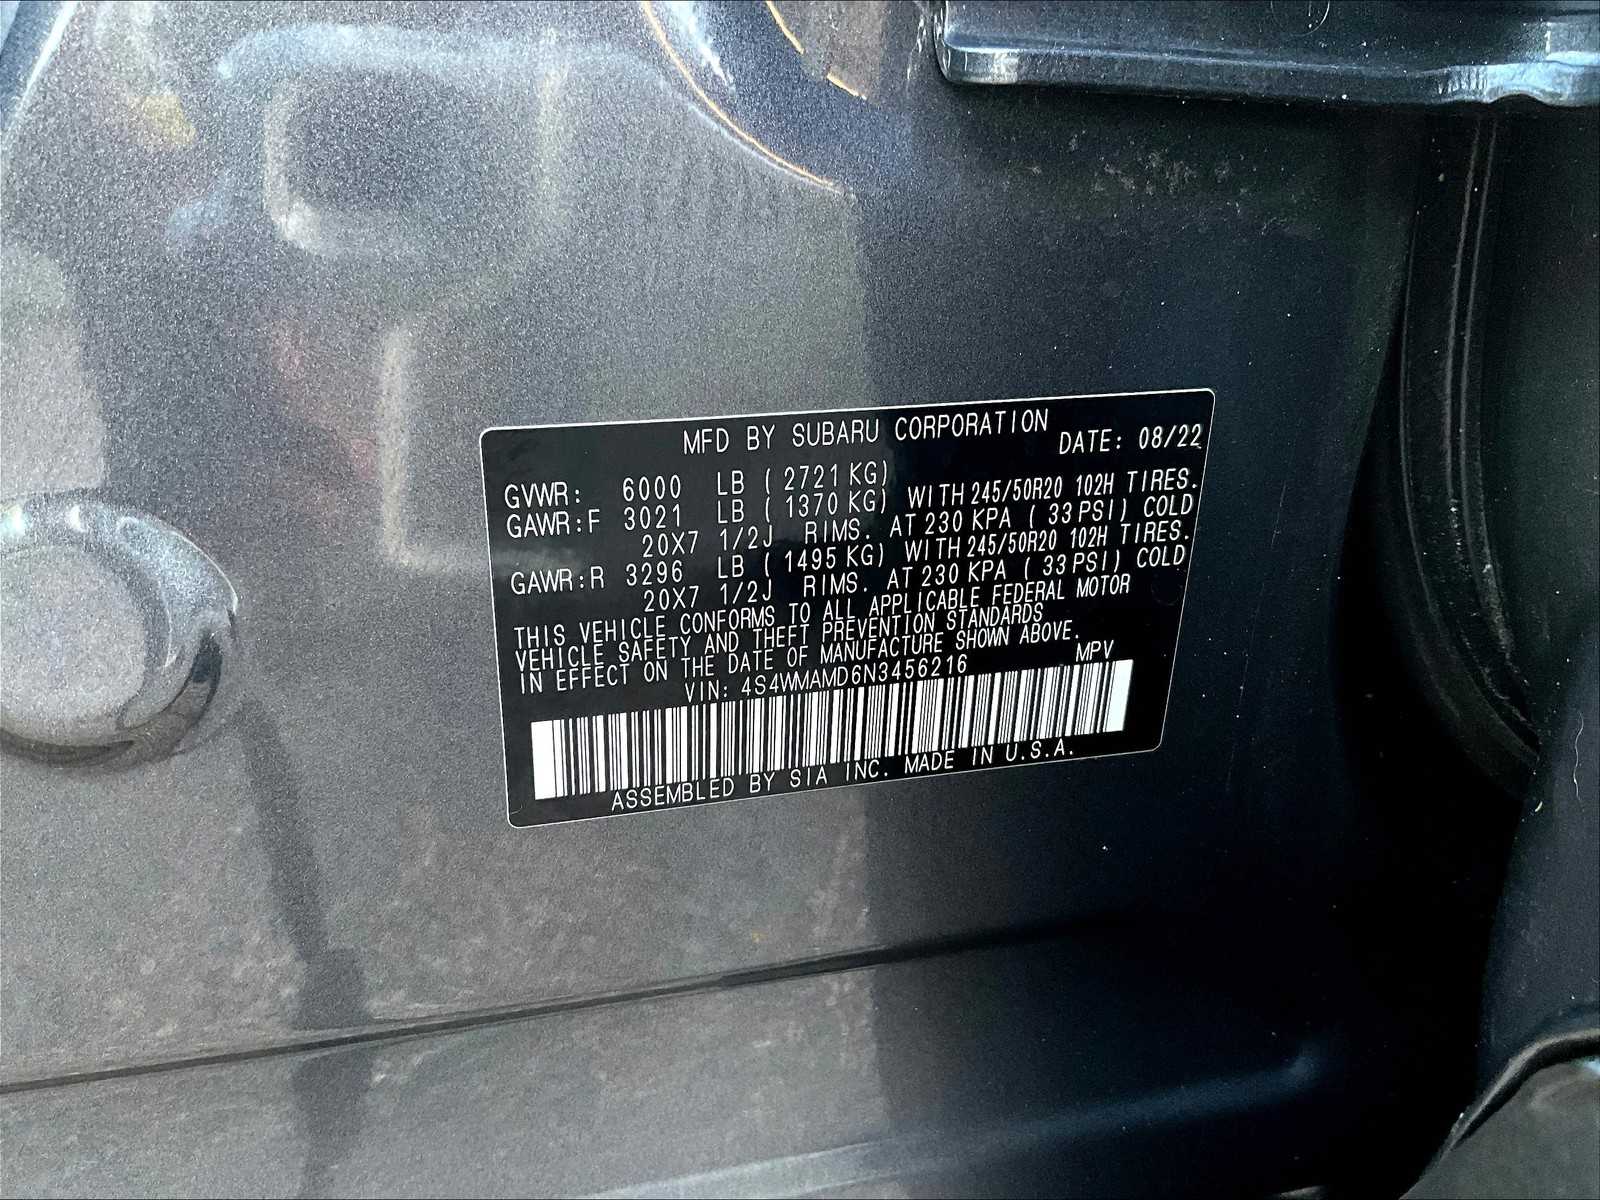 MFD BY SUBARU CORPORATION DATE: 08/22
GVWR: 6000 LB ( 2721 KG)
GAWR:F 3021 LB ( 1370 KG) WITH 245/50R20 102H TIRES.
20X7 1/2J RIMS. AT 230 KPA ( 33 PSI) COLD
GAWR:R 3296 LB ( 1495 KG) WITH 245/50R20 102H TIRES.
20X7 1/2J RIMS. AT 230 KPA ( 33 PSI) COLD
THIS VEHICLE CONFORMS TO ALL APPLICABLE FEDERAL MOTOR
VEHICLE SAFETY AND THEFT PREVENTION STANDARDS
IN EFFECT ON THE DATE OF MANUFACTURE SHOWN ABOVE.
VIN: 4S4WMAMD6N3456216 MPV
ASSEMBLED BY SIA INC. MADE IN U.S.A.